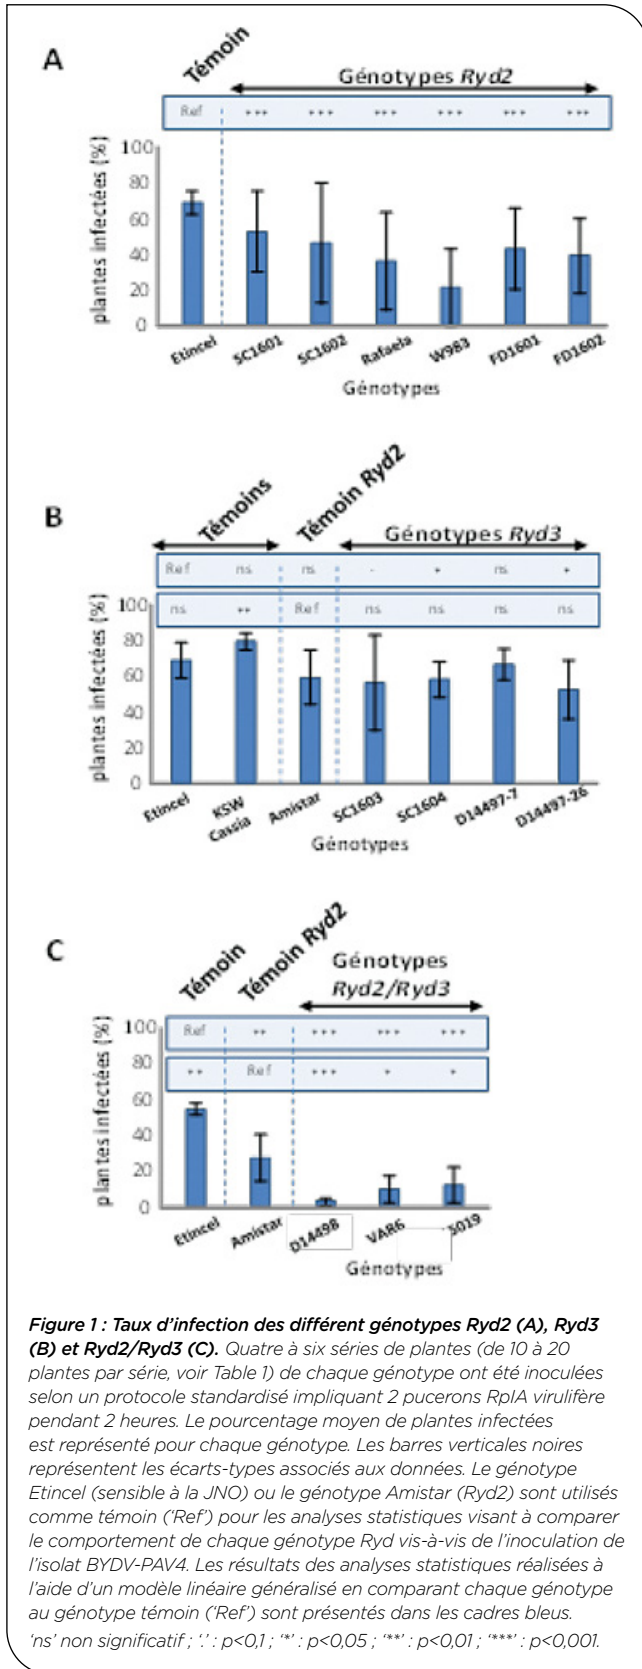 A
Témoin
Génotypes Ryd2
Ref *** *** *** *** *** ***
plantes infectées (%)
100
80
60
40
20
0
Etincel SC1601 SC1602 Rafaela W983 FD1601 FD1602
Génotypes
B
Témoins
Témoin Ryd2
Génotypes Ryd3
Ref ns ns . * ns *
ns ** Ref ns ns ns ns
plantes infectées (%)
100
80
60
40
20
0
Etincel KSW Cassia Amistar SC1603 SC1604 D14497-7 D14497-26
Génotypes
C
Témoin
Témoin Ryd2
Génotypes
Ryd2/Ryd3
Ref ** *** *** ***
** Ref *** * *
plantes infectées (%)
100
80
60
40
20
0
Etincel Amistar D14498 VAR6 5019
Génotypes
Figure 1 : Taux d'infection des différent génotypes Ryd2 (A), Ryd3
(B) et Ryd2/Ryd3 (C). Quatre à six séries de plantes (de 10 à 20
plantes par série, voir Table 1) de chaque génotype ont été inoculées
selon un protocole standardisé impliquant 2 pucerons RplA virulifère
pendant 2 heures. Le pourcentage moyen de plantes infectées
est représenté pour chaque génotype. Les barres verticales noires
représentent les écarts-types associés aux données. Le génotype
Etincel (sensible à la JNO) ou le génotype Amistar (Ryd2) sont utilisés
comme témoin ('Ref') pour les analyses statistiques visant à comparer
le comportement de chaque génotype Ryd vis-à-vis de l'inoculation de
l'isolat BYDV-PAV4. Les résultats des analyses statistiques réalisées à
l'aide d'un modèle linéaire généralisé en comparant chaque génotype
au génotype témoin ('Ref') sont présentés dans les cadres bleus.
'ns' non significatif ; '.' : p<0,1 ; '*' : p<0,05 ; '**' : p<0,01 ; '***' : p<0,001.